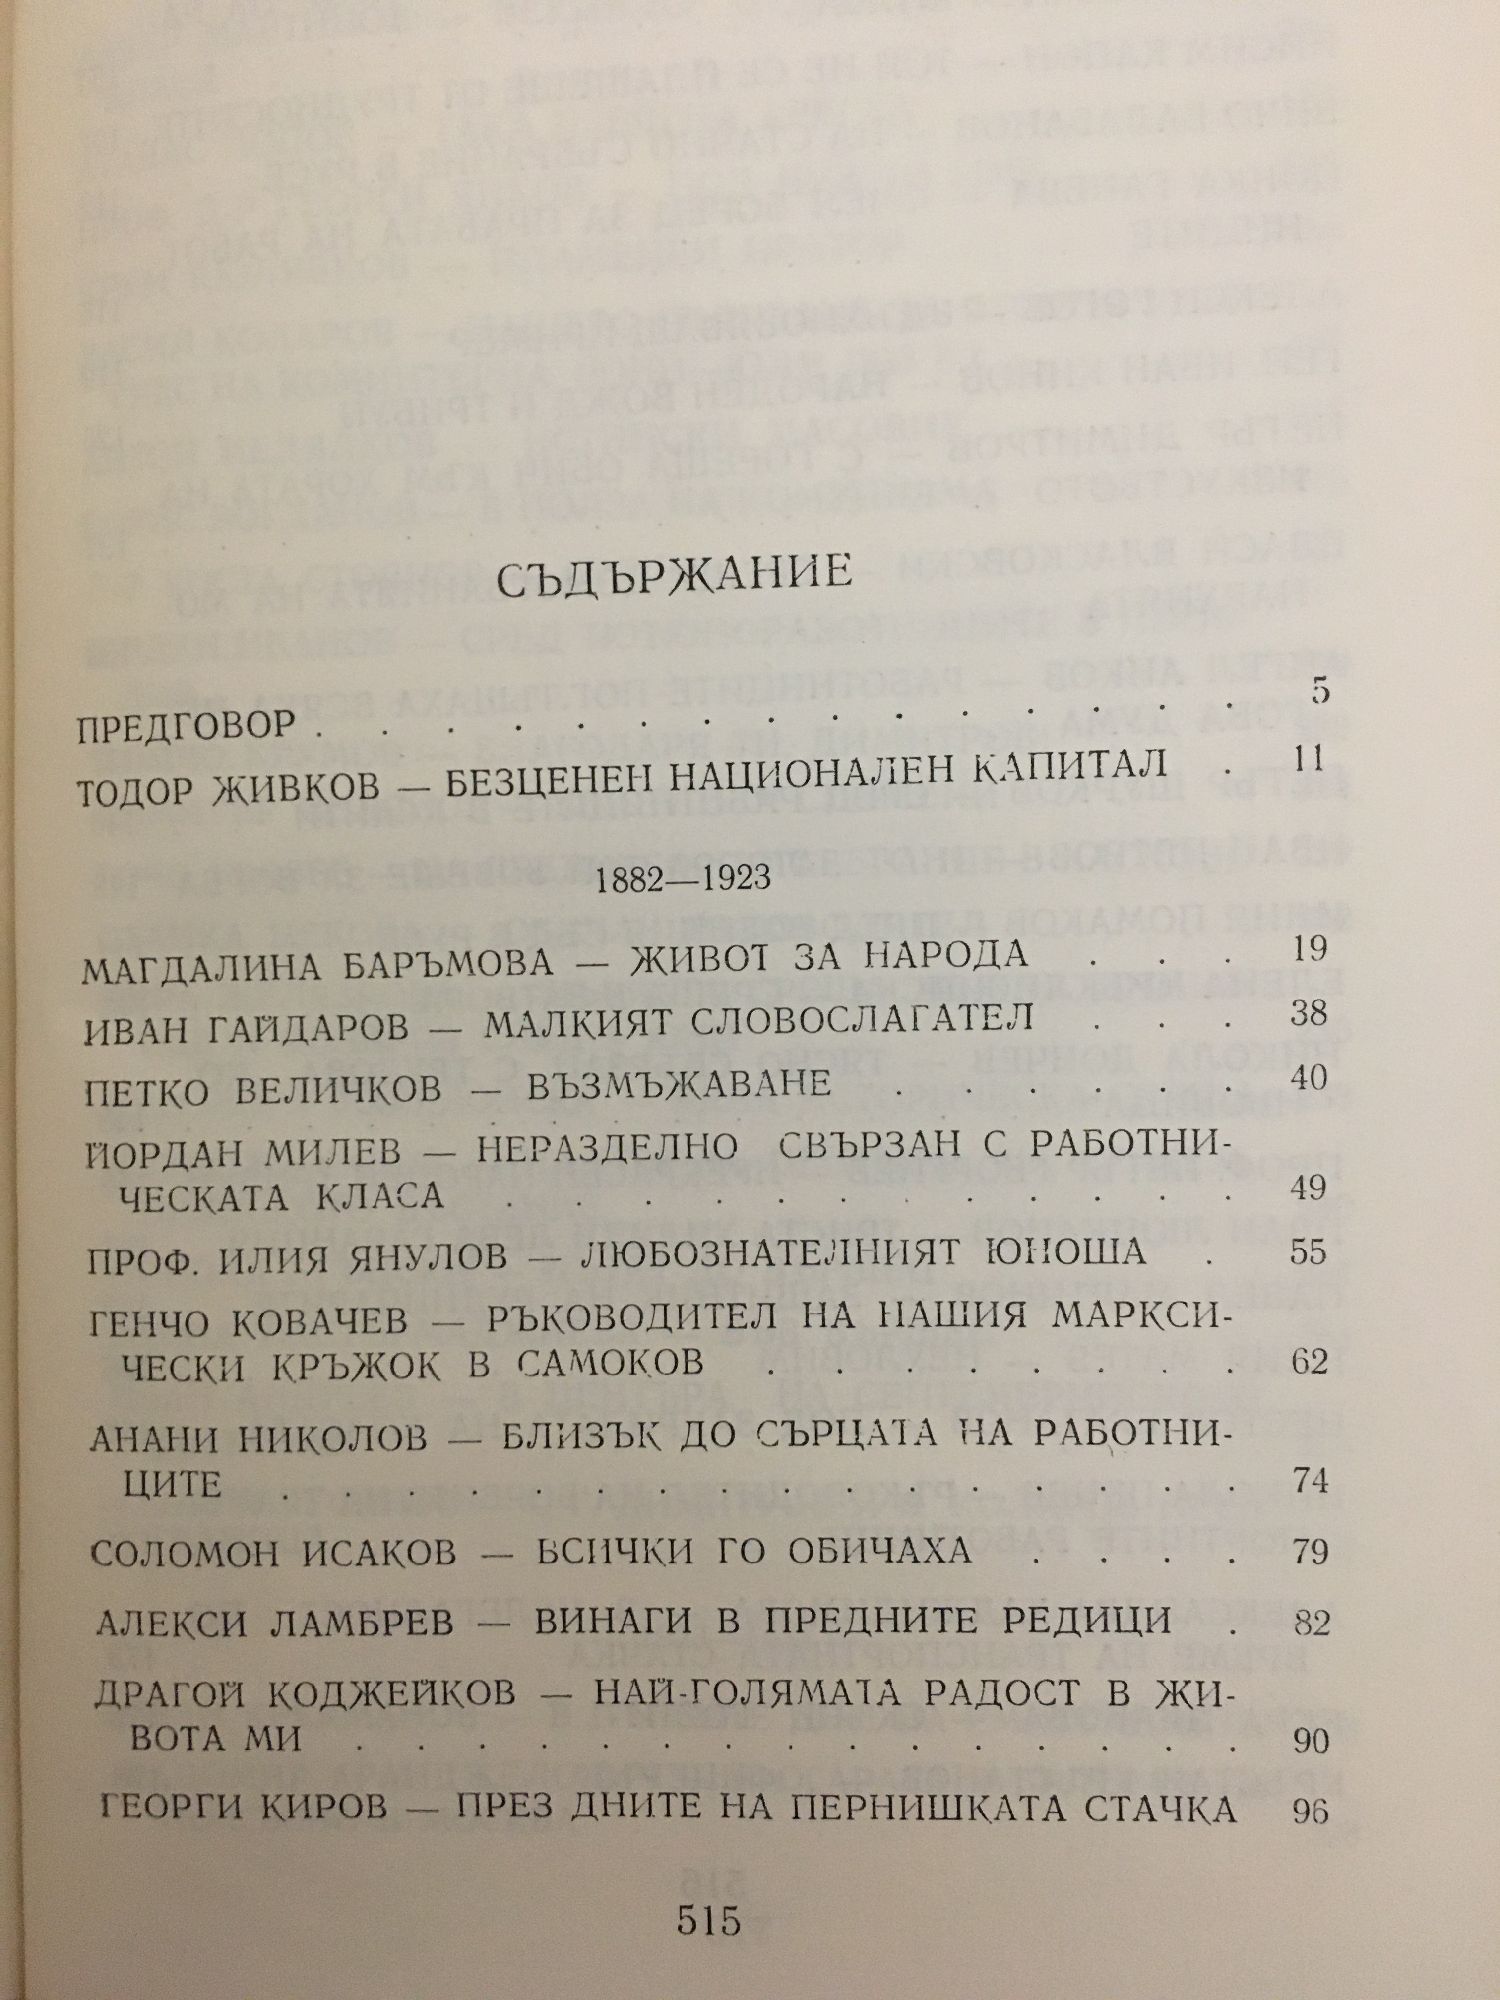 СЪДЪРЖАНИЕ
ПРЕДГОВОР . . . . . . . . . . . . . . . 5
ТОДОР ЖИВКОВ — БЕЗЦЕНЕН НАЦИОНАЛЕН КАПИТАЛ . 11
1882—1923
МАГДАЛИНА БАРЪМОВА — ЖИВОТ ЗА НАРОДА . . . 19
ИВАН ГАЙДАРОВ — МАЛКИЯТ СЛОВОСЛАГАТЕЛ . . . 38
ПЕТКО ВЕЛИЧКОВ — ВЪЗМЪЖАВАНЕ . . . . . . 40
ЙОРДАН МИЛЕВ — НЕРАЗДЕЛНО СВЪРЗАН С РАБОТНИ-
ЧЕСКАТА КЛАСА . . . . . . . . . . . . 49
ПРОФ. ИЛИЯ ЯНУЛОВ — ЛЮБОЗНАТЕЛНИЯТ ЮНОША . 55
ГЕНЧО КОВАЧЕВ — РЪКОВОДИТЕЛ НА НАШИЯ МАРКСИ-
ЧЕСКИ КРЪЖОК В САМОКОВ . . . . . . . . 62
АНАНИ НИКОЛОВ — БЛИЗЪК ДО СЪРЦАТА НА РАБОТНИ-
ЦИТЕ . . . . . . . . . . . . . . . . 74
СОЛОМОН ИСАКОВ — ВСИЧКИ ГО ОБИЧАХА . . . . 79
АЛЕКСИ ЛАМБРЕВ — ВИНАГИ В ПРЕДНИТЕ РЕДИЦИ . 82
ДРАГОЙ КОДЖЕЙКОВ — НАЙ-ГОЛЯМАТА РАДОСТ В ЖИ-
ВОТА МИ . . . . . . . . . . . . . . . 90
ГЕОРГИ КИРОВ — ПРЕЗ ДНИТЕ НА ПЕРНИШКАТА СТАЧКА 96
515